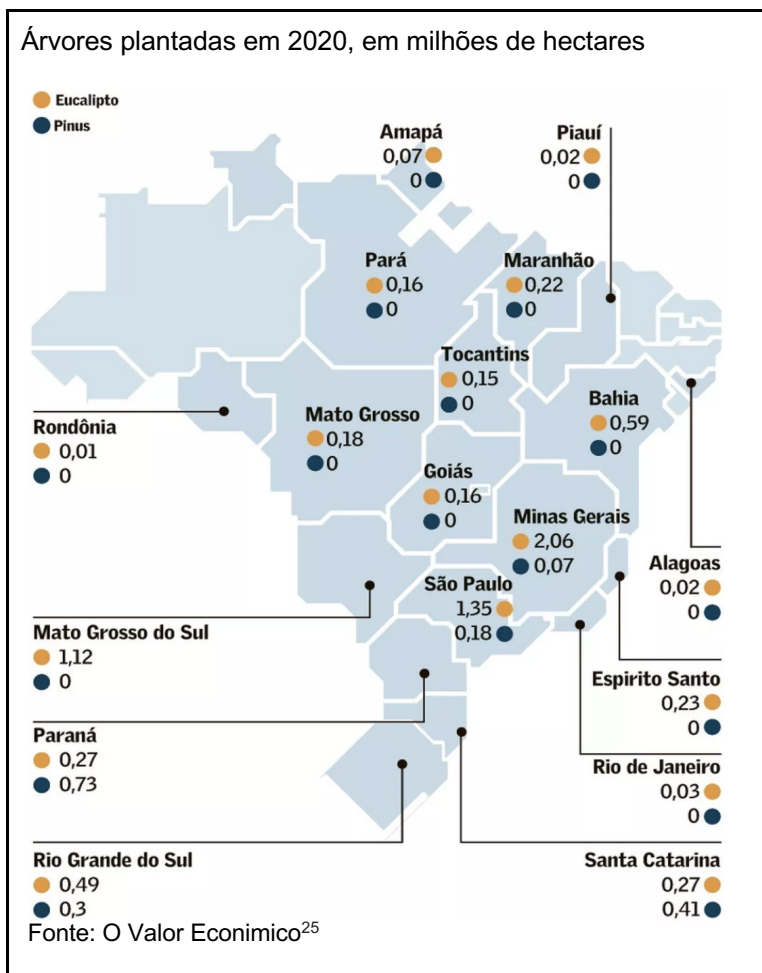 Árvores plantadas em 2020, em milhões de hectares
Eucalipto
Pinus
Amapá
0,07
0
Piauí
0,02
0
Pará
0,16
0
Maranhão
0,22
0
Tocantins
0,15
0
Bahia
0,59
0
Rondônia
0,01
0
Mato Grosso
0,18
0
Goiás
0,16
0
Minas Gerais
2,06
0,07
Alagoas
0,02
0
São Paulo
1,35
0,18
Mato Grosso do Sul
1,12
0
Espirito Santo
0,23
0
Paraná
0,27
0,73
Rio de Janeiro
0,03
0
Rio Grande do Sul
0,49
0,3
Santa Catarina
0,27
0,41
Fonte: O Valor Econimico25